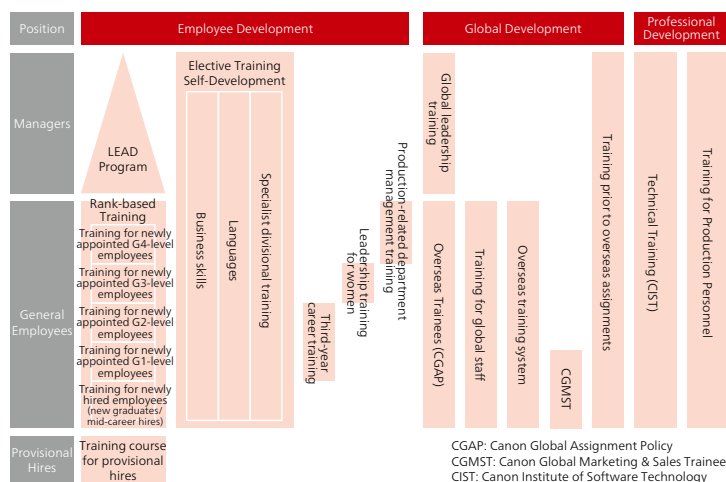 Position
Employee Development
Global Development
Professional
Development
Managers
LEAD
Program
Elective Training
Self-Development
Business skills
Languages
Specialist divisional training
Production-related department
management training
Global leadership
training
Training prior to overseas assignments
Technical Training (CIST)
Training for Production Personnel
General
Employees
Rank-based
Training
Training for newly
appointed G4-level
employees
Training for newly
appointed G3-level
employees
Training for newly
appointed G2-level
employees
Training for newly
appointed G1-level
employees
Training for newly
hired employees
(new graduates/
mid-career hires)
Third-year
career training
Leadership training
for women
Overseas Trainees (CGAP)
Training for
global staff
Overseas training system
CGMST
Provisional
Hires
Training course
for provisional
hires
CGAP: Canon Global Assignment Policy
CGMST: Canon Global Marketing & Sales Trainee
CIST: Canon Institute of Software Technology